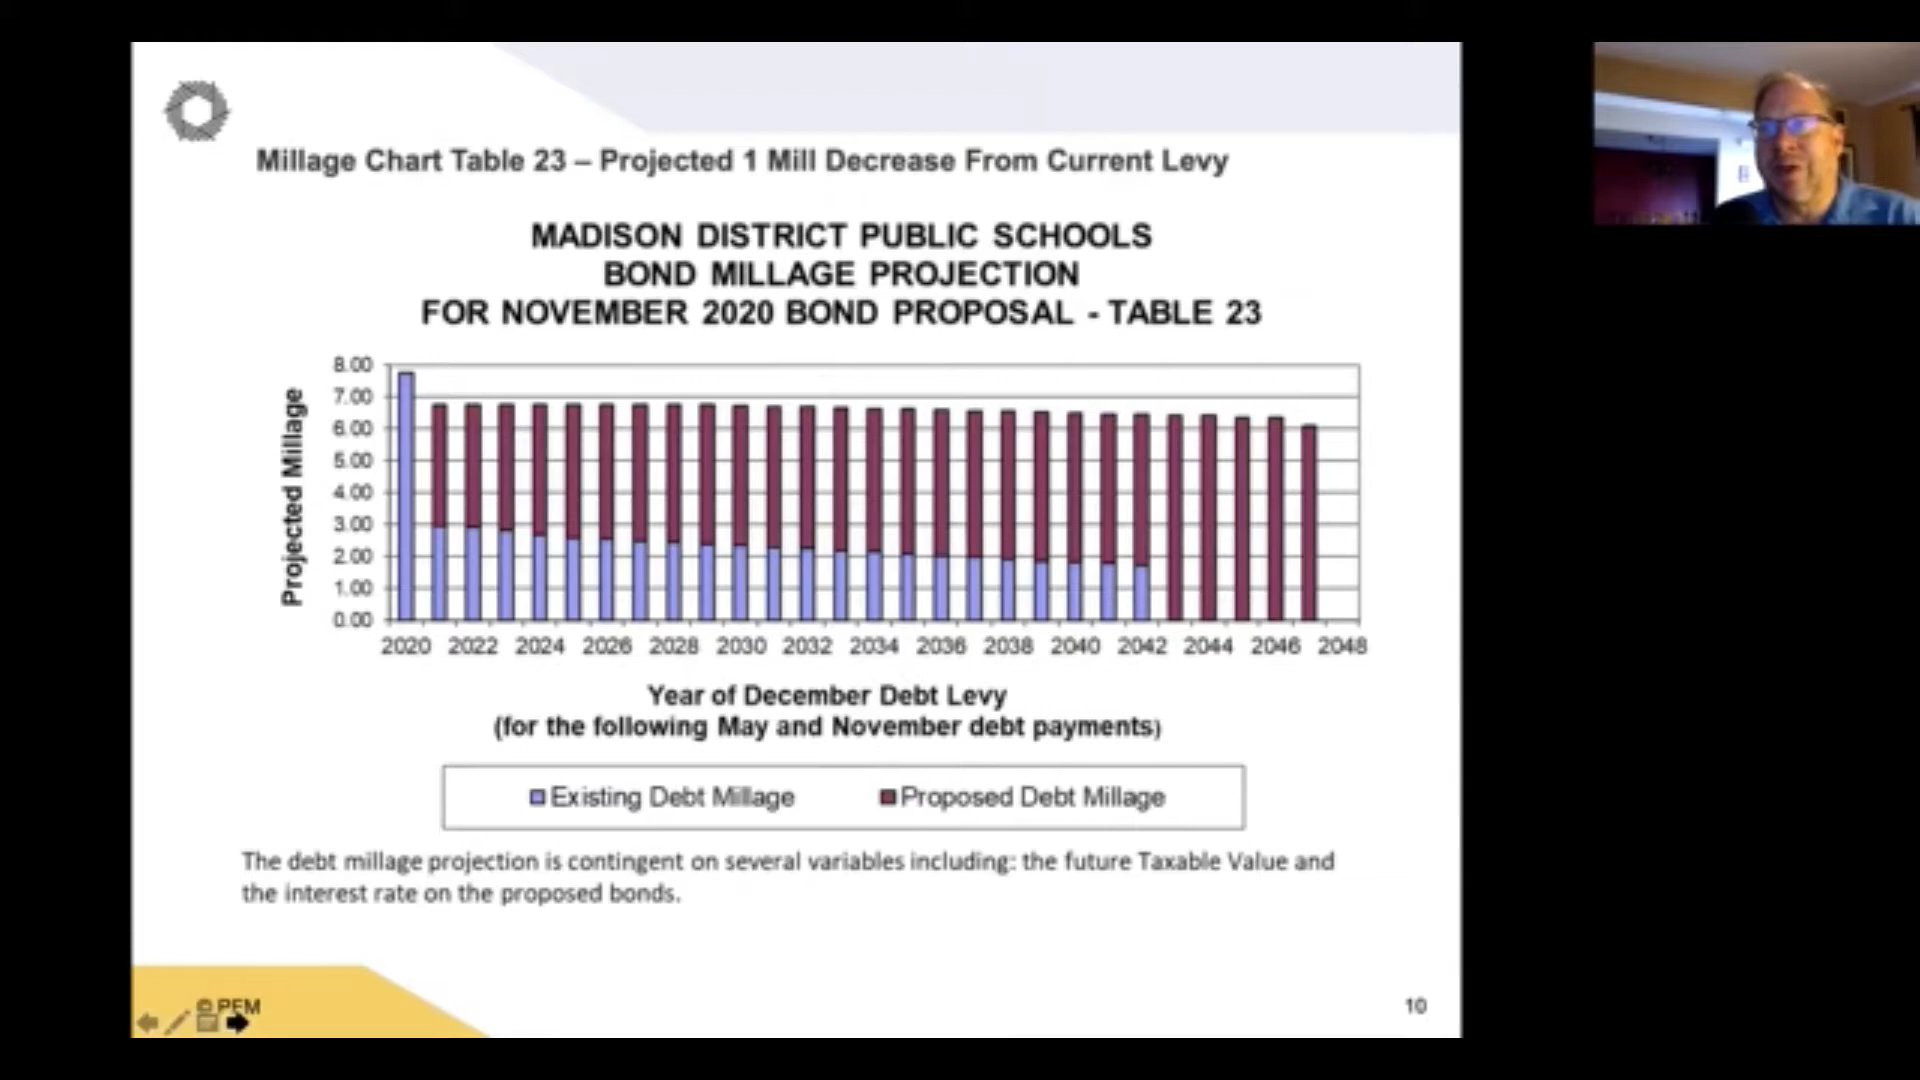 Millage Chart Table 23 – Projected 1 Mill Decrease From Current Levy
MADISON DISTRICT PUBLIC SCHOOLS
BOND MILLAGE PROJECTION
FOR NOVEMBER 2020 BOND PROPOSAL - TABLE 23
Projected Millage
8.00
7.00
6.00
5.00
4.00
3.00
2.00
1.00
0.00
2020 2022 2024 2026 2028 2030 2032 2034 2036 2038 2040 2042 2044 2046 2048
Year of December Debt Levy
(for the following May and November debt payments)
Existing Debt Millage Proposed Debt Millage
The debt millage projection is contingent on several variables including: the future Taxable Value and
the interest rate on the proposed bonds.
© PFM
10